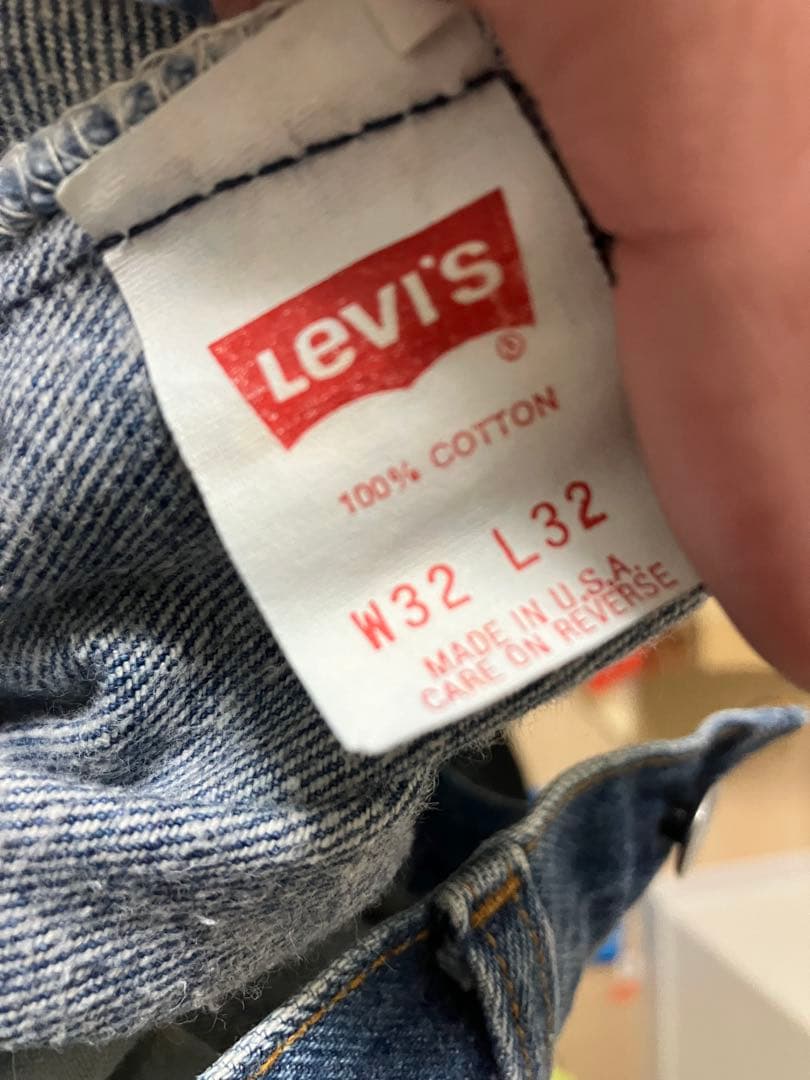 Levi's
®
100% COTTON
W32 L32
MADE IN U.S.A.
CARE ON REVERSE